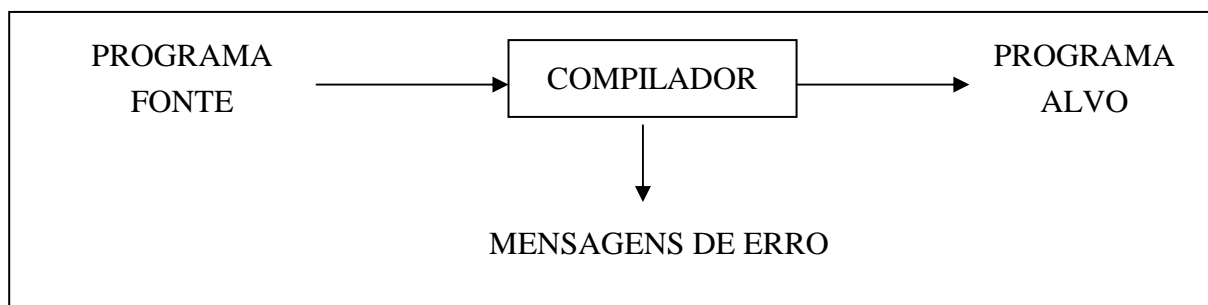 PROGRAMA
FONTE
COMPILADOR
PROGRAMA
ALVO
MENSAGENS DE ERRO